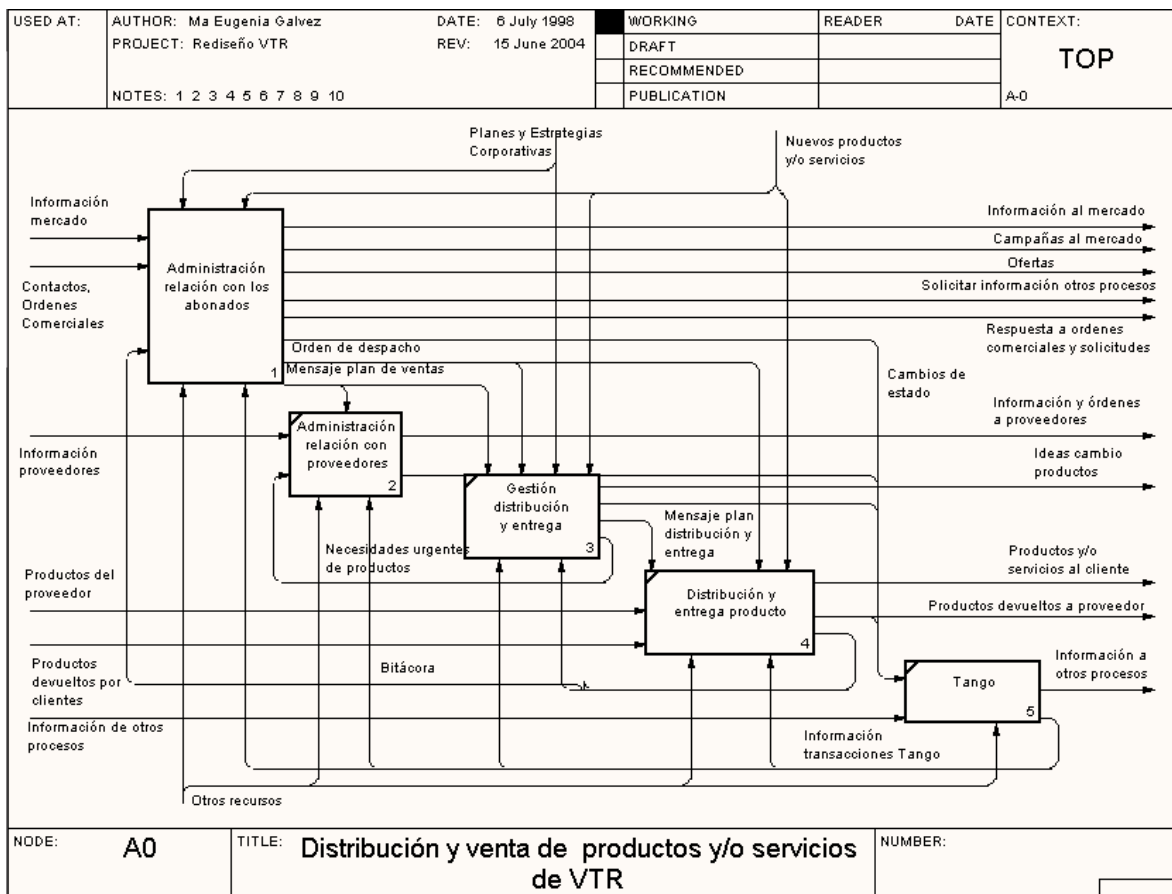 USED AT:
AUTHOR: Ma Eugenia Galvez
DATE: 6 July 1998
PROJECT: Rediseño VTR
REV: 15 June 2004
NOTES: 1 2 3 4 5 6 7 8 9 10
WORKING
DRAFT
RECOMMENDED
PUBLICATION
READER DATE
CONTEXT:
TOP
A-0
Planes y Estrategias
Corporativas
Nuevos productos
y/o servicios
Información
mercado
Contactos,
Ordenes
Comerciales
Administración
relación con los
abonados
1
Información al mercado
Campañas al mercado
Ofertas
Solicitar información otros procesos
Respuesta a ordenes
comerciales y solicitudes
Orden de despacho
Mensaje plan de ventas
Cambios de
estado
Información y órdenes
a proveedores
Información
proveedores
Administración
relación con
proveedores
2
Ideas cambio
productos
Gestión
distribución
y entrega
3
Mensaje plan
distribución y
entrega
Necesidades urgentes
de productos
Productos del
proveedor
Productos y/o
servicios al cliente
Distribución y
entrega producto
4
Productos devueltos a proveedor
Productos
devueltos por
clientes
Bitácora
Información a
otros procesos
Tango
5
Información de otros
procesos
Información
transacciones Tango
Otros recursos
NODE:
A0
TITLE:
Distribución y venta de productos y/o servicios
de VTR
NUMBER: